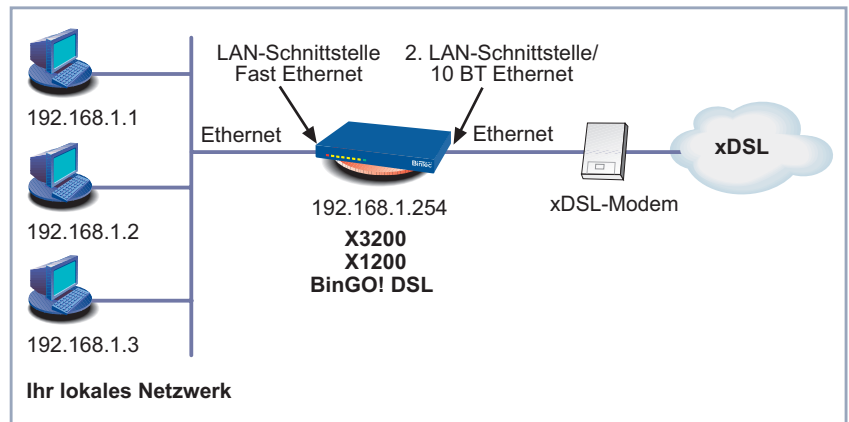 LAN-Schnittstelle
Fast Ethernet
2. LAN-Schnittstelle/
10 BT Ethernet
192.168.1.1
Ethernet
BinTec
Ethernet
xDSL
192.168.1.254
xDSL-Modem
192.168.1.2
X3200
X1200
BinGO! DSL
192.168.1.3
Ihr lokales Netzwerk